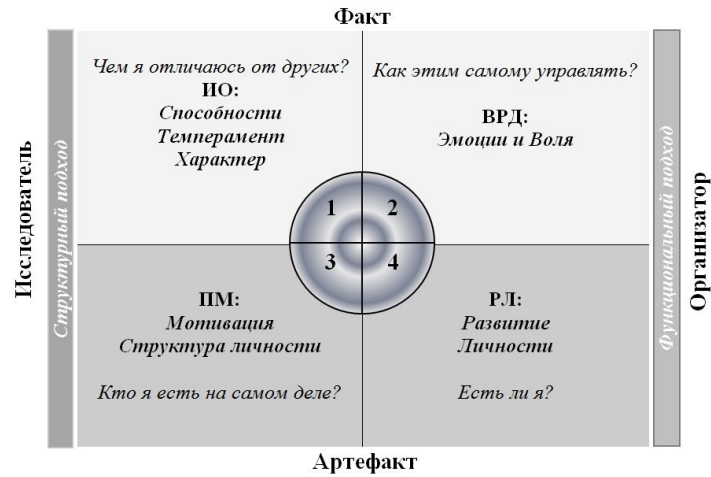 Факт
Исследователь
Структурный подход
Чем я отличаюсь от других?
ИО:
Способности
Темперамент
Характер
Как этим самому управлять?
ВРД:
Эмоции и Воля
1
2
3
4
ПМ:
Мотивация
Структура личности
Кто я есть на самом деле?
РЛ:
Развитие
Личности
Есть ли я?
Функциональный подход
Организатор
Артефакт